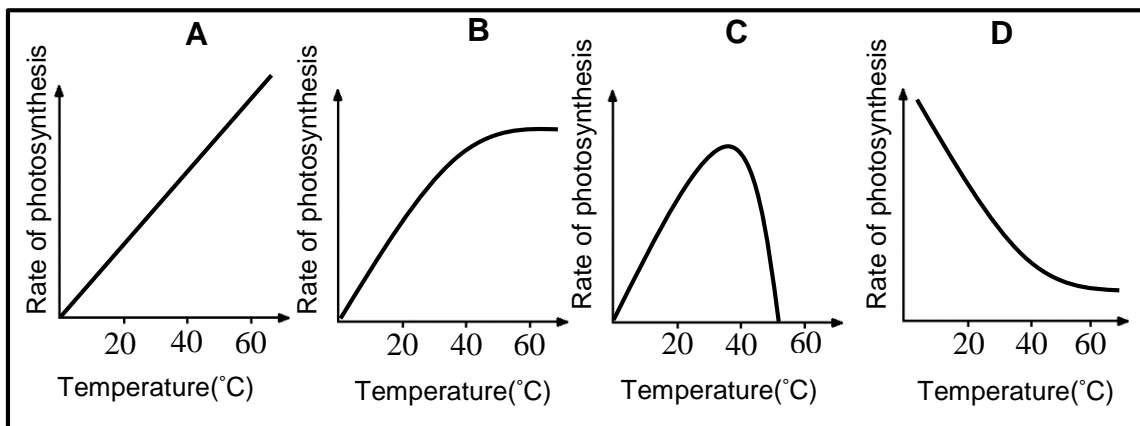 A
Rate of photosynthesis
20 40 60
Temperature(˚C)
B
Rate of photosynthesis
20 40 60
Temperature(˚C)
C
Rate of photosynthesis
20 40 60
Temperature(˚C)
D
Rate of photosynthesis
20 40 60
Temperature(˚C)